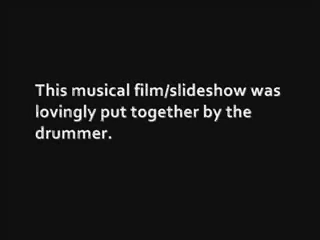 This musical film/slideshow was
lovingly put together by the
drummer.